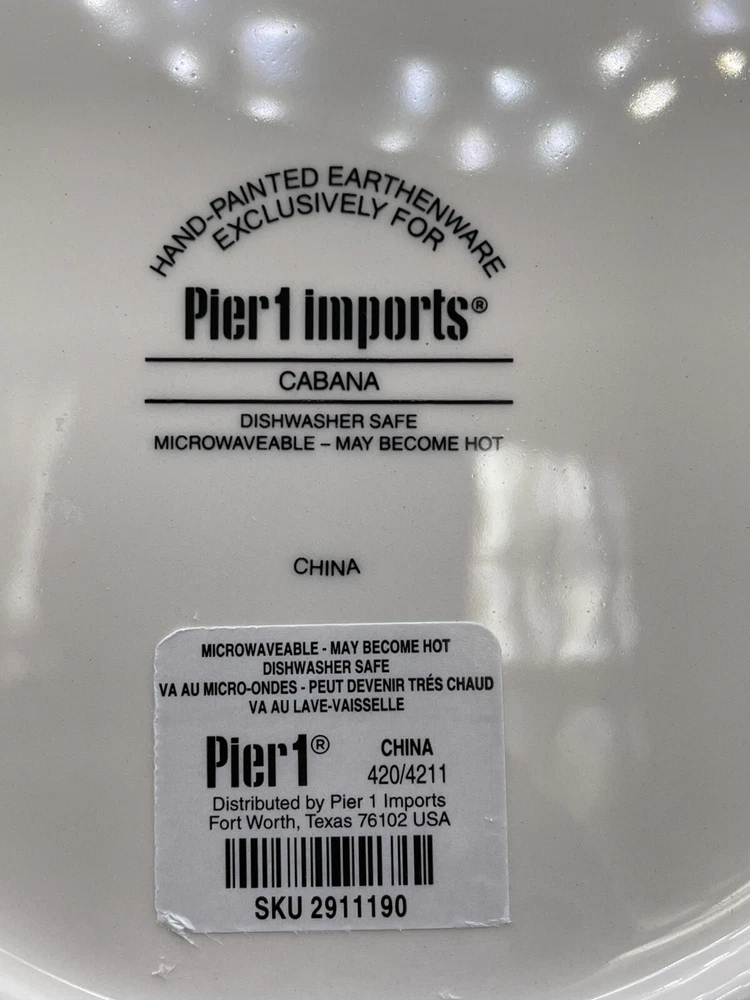 HAND-PAINTED EARTHENWARE
EXCLUSIVELY FOR
Pier 1 imports®
CABANA
DISHWASHER SAFE
MICROWAVEABLE – MAY BECOME HOT
CHINA
MICROWAVEABLE - MAY BECOME HOT
DISHWASHER SAFE
VA AU MICRO-ONDES - PEUT DEVENIR TRÉS CHAUD
VA AU LAVE-VAISSELLE
Pier 1® CHINA
420/4211
Distributed by Pier 1 Imports
Fort Worth, Texas 76102 USA
SKU 2911190